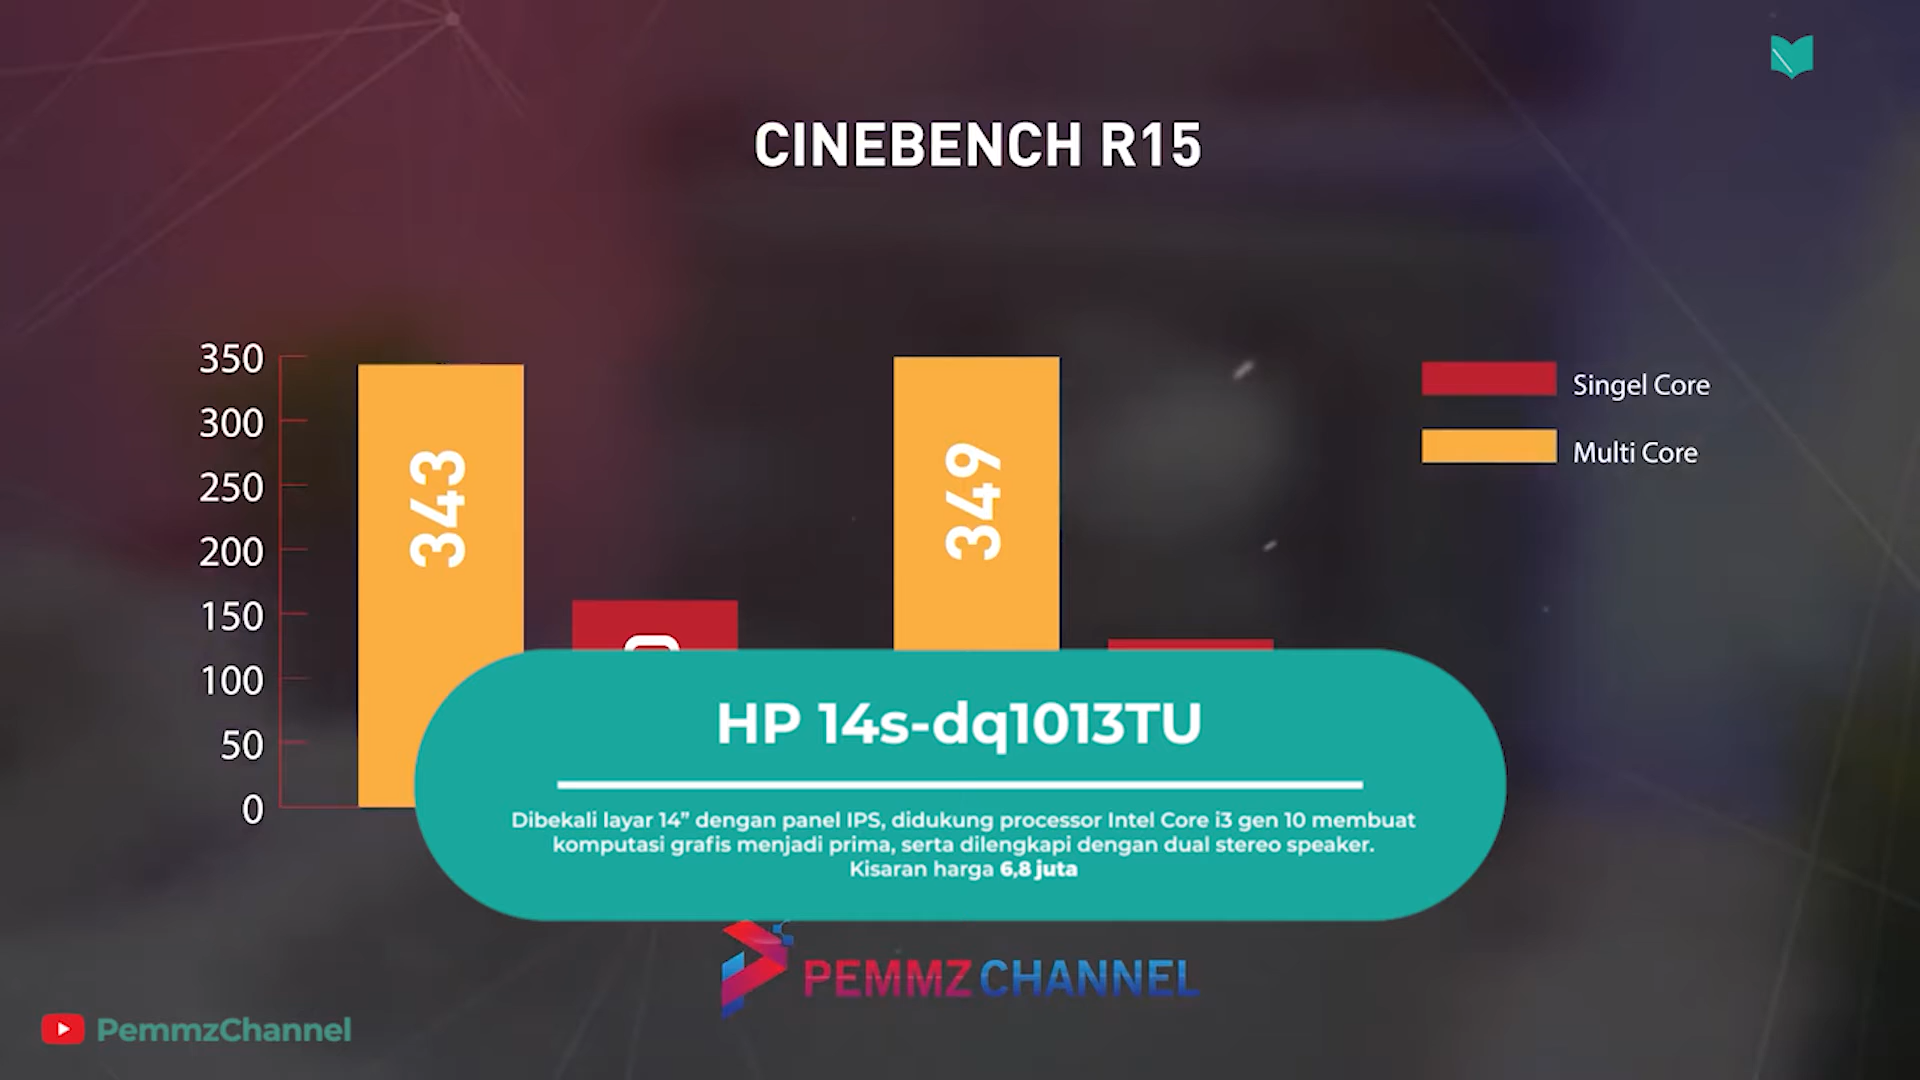 CINEBENCH R15
350
300
250
200
150
100
50
0
343
349
Singel Core
Multi Core
HP 14s-dq1013TU
Dibekali layar 14” dengan panel IPS, didukung processor Intel Core i3 gen 10 membuat
komputasi grafis menjadi prima, serta dilengkapi dengan dual stereo speaker.
Kisaran harga 6,8 juta
PEMMZ CHANNEL
PemmzChannel